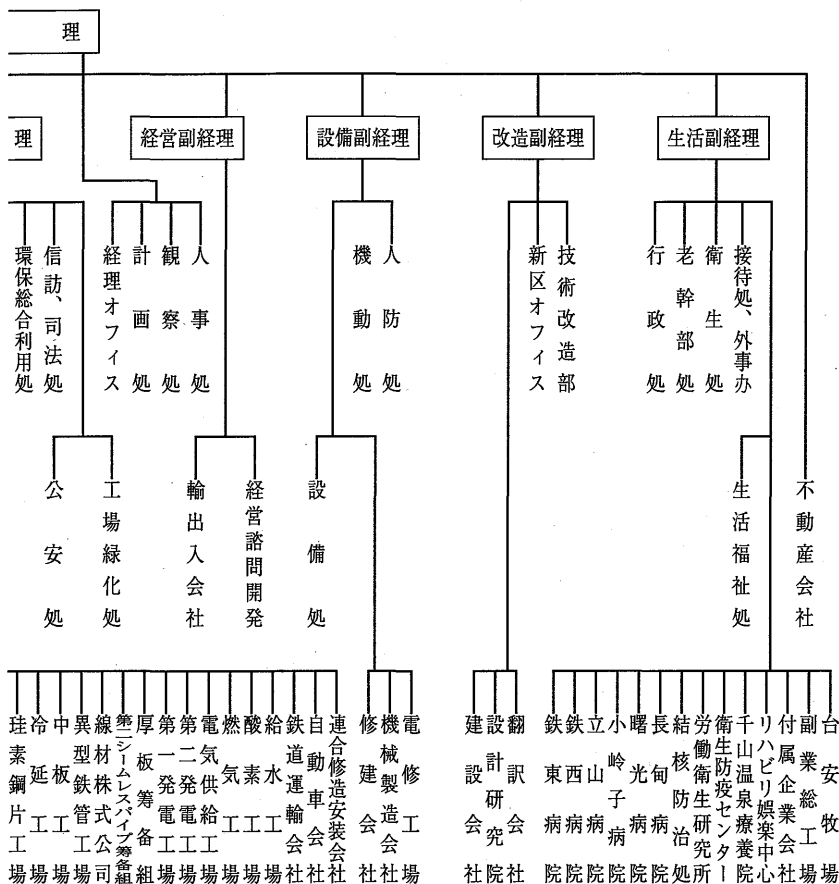 理
理
経営副経理
設備副経理
改造副経理
生活副経理
環保総合利用処
信訪、司法処
経理オフィス
計画処
観察処
人事処
機動処
人防処
新区オフィス
技術改造部
行政処
老幹部処
衛生処
接待処、外事办
公安処
工場緑化処
輸出入会社
経営諮問開発
設備処
生活福祉処
不動産会社
珪素鋼片工場
冷延工場
中板工場
異型鉄管工場
線材株式公司
第二シームレスパイプ筹备組
厚板筹备組
第一発電工場
第二発電工場
電気供給工場
燃気工場
酸素工場
給水工場
鉄道運輸会社
自動車会社
連合修造安装会社
修建会社
機械製造会社
電修工場
建設会社
設計研究院
翻訳会社
鉄東病院
鉄西病院
立山病院
小岭子病院
曙光病院
長甸病院
結核防治処
労働衛生研究所
衛生防疫センター
千山温泉療養院
リハビリ娯楽中心
付属企業会社
副業総工場
台安牧場